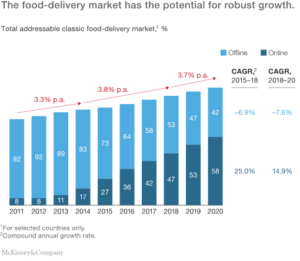 The food-delivery market has the potential for robust growth.
Total addressable classic food-delivery market,¹ %
Offline Online
CAGR,² 2015–18
CAGR, 2018–20
3.3% p.a.
3.8% p.a.
3.7% p.a.
92 92 89 83 73 64 58 53 47 42
–6.9% –7.6%
8 8 11 17 27 36 42 47 53 58
25.0% 14.9%
2011 2012 2013 2014 2015 2016 2017 2018 2019 2020
¹For selected countries only.
²Compound annual growth rate.
McKinsey&Company